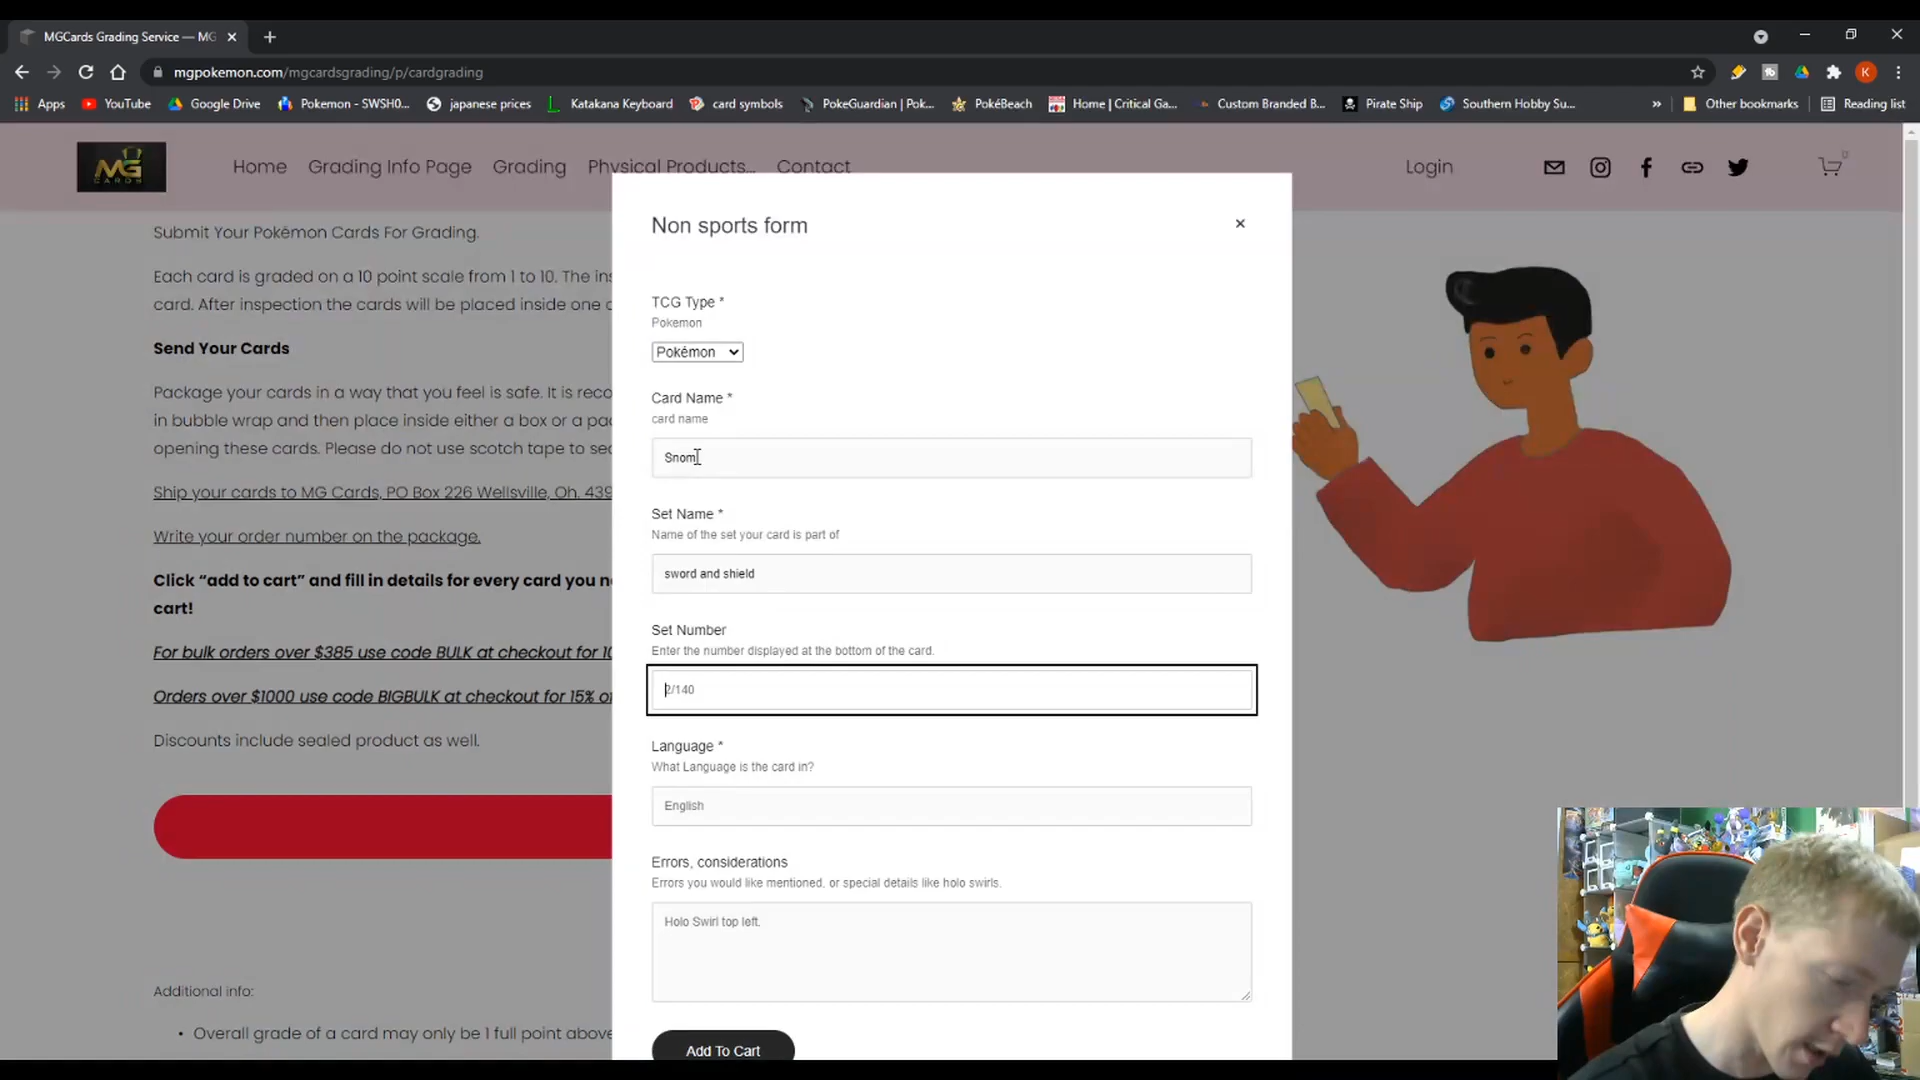 MGCards Grading Service — MG
mgpokemon.com/mgcardsgrading/p/cardgrading
Apps YouTube Google Drive Pokemon - SWSH0... japanese prices Katakana Keyboard card symbols PokeGuardian | Pok... PokéBeach Home | Critical Ga... Custom Branded B... Pirate Ship Southern Hobby Su... » Other bookmarks Reading list
K
MG
CARDS
Home Grading Info Page Grading Physical Products... Contact Login 0
Submit Your Pokémon Cards For Grading.
Each card is graded on a 10 point scale from 1 to 10. The ins
card. After inspection the cards will be placed inside one o
Send Your Cards
Package your cards in a way that you feel is safe. It is reco
in bubble wrap and then place inside either a box or a pa
opening these cards. Please do not use scotch tape to se
Ship your cards to MG Cards, PO Box 226 Wellsville, Oh. 439
Write your order number on the package.
Click “add to cart” and fill in details for every card you n
cart!
For bulk orders over $385 use code BULK at checkout for 10
Orders over $1000 use code BIGBULK at checkout for 15% o
Discounts include sealed product as well.
Additional info:
• Overall grade of a card may only be 1 full point above
Non sports form
×
TCG Type *
Pokemon
Pokémon
Card Name *
card name
Snom
Set Name *
Name of the set your card is part of
sword and shield
Set Number
Enter the number displayed at the bottom of the card.
2/140
Language *
What Language is the card in?
English
Errors, considerations
Errors you would like mentioned, or special details like holo swirls.
Holo Swirl top left.
Add To Cart